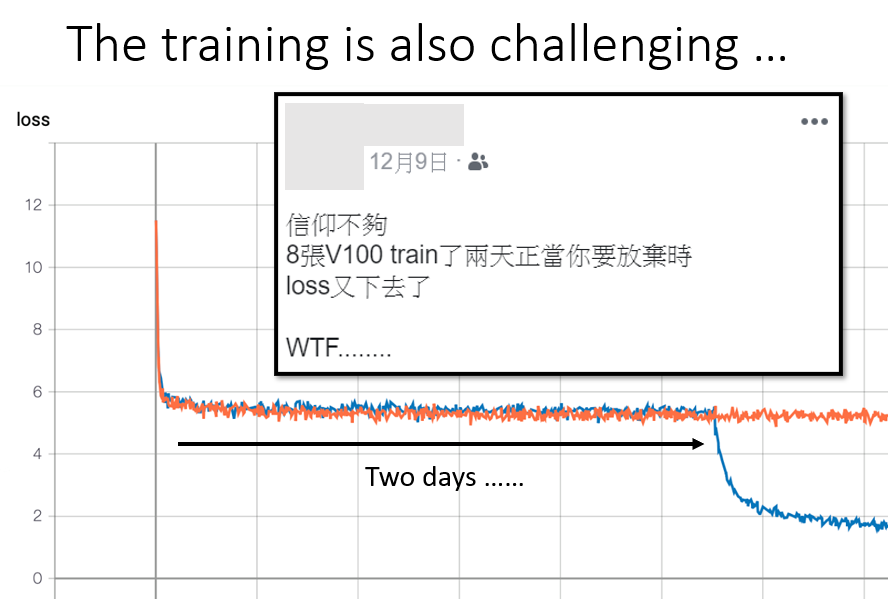 The training is also challenging …
loss
12月9日 ·
信仰不夠
8張V100 train了兩天正當你要放棄時
loss又下去了
WTF........
12
10
8
6
4
2
0
Two days ……